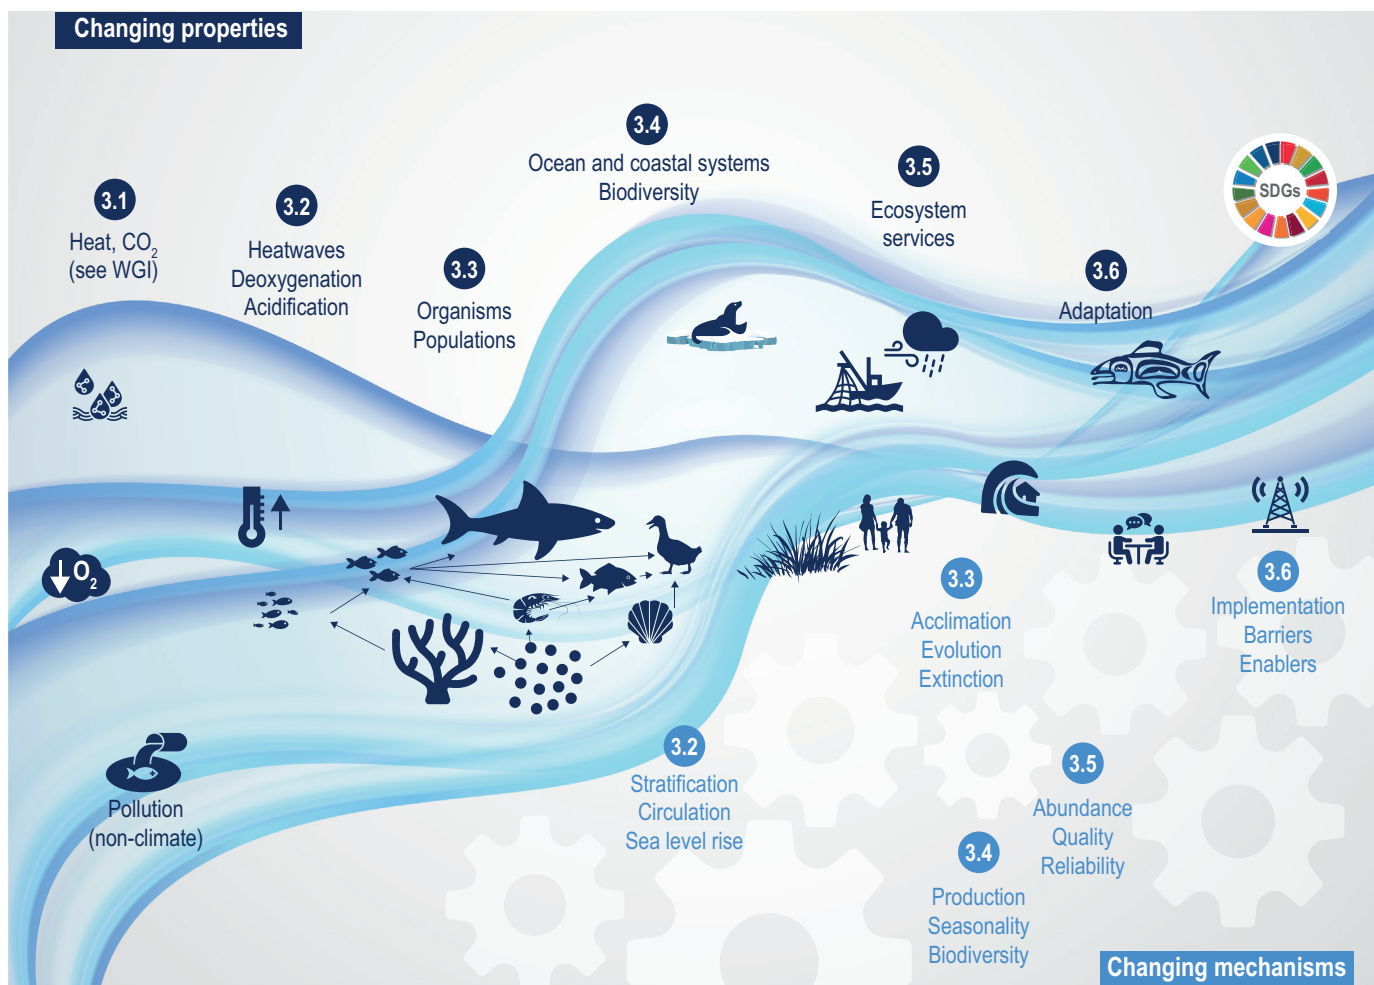 Changing properties
3.1
Heat, CO₂
(see WGI)
3.2
Heatwaves
Deoxygenation
Acidification
3.3
Organisms
Populations
3.4
Ocean and coastal systems
Biodiversity
3.5
Ecosystem
services
3.6
Adaptation
SDGs
O₂
Pollution
(non-climate)
3.2
Stratification
Circulation
Sea level rise
3.3
Acclimation
Evolution
Extinction
3.4
Production
Seasonality
Biodiversity
3.5
Abundance
Quality
Reliability
3.6
Implementation
Barriers
Enablers
Changing mechanisms